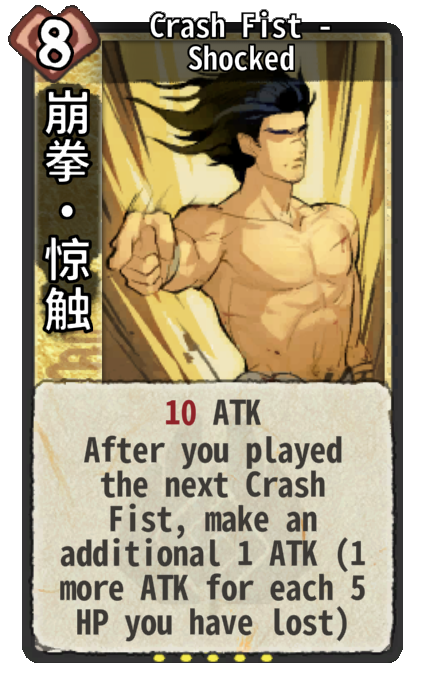 8
Crash Fist -
Shocked
崩拳・惊触
10 ATK
After you played
the next Crash
Fist, make an
additional 1 ATK (1
more ATK for each 5
HP you have lost)